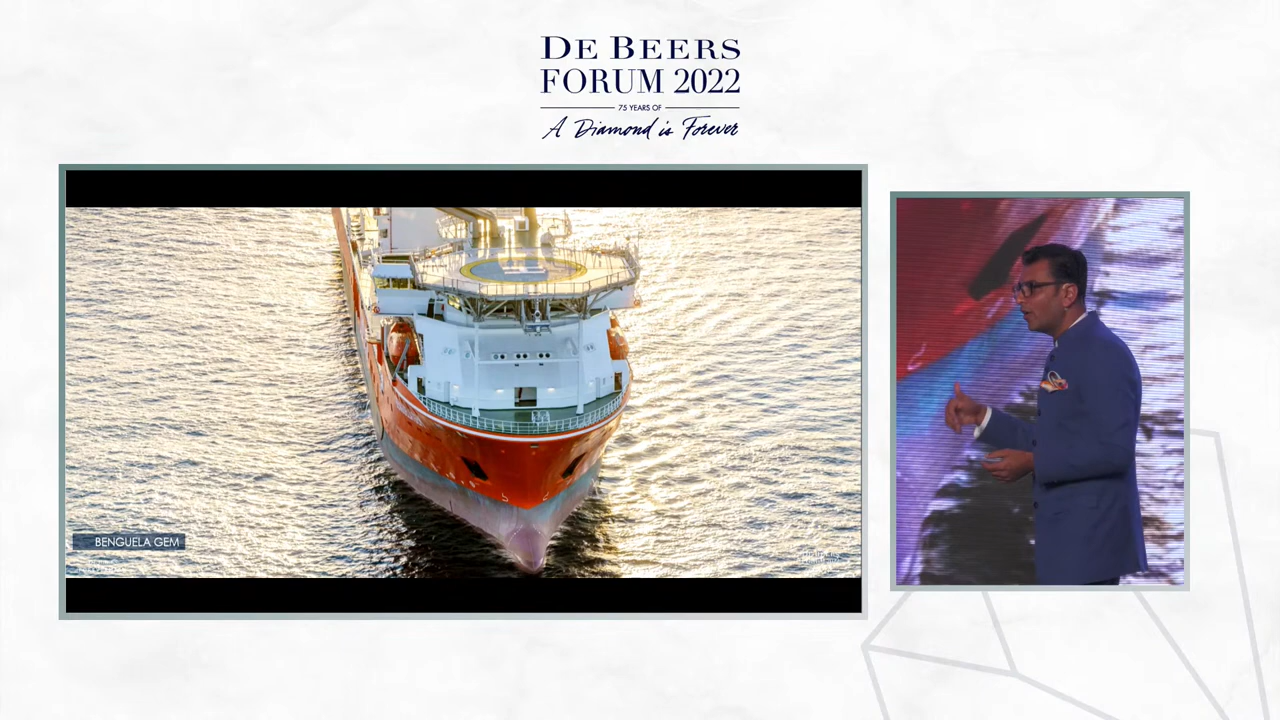 DE BEERS
FORUM 2022
75 YEARS OF
A Diamond is Forever
BENGUELA GEM